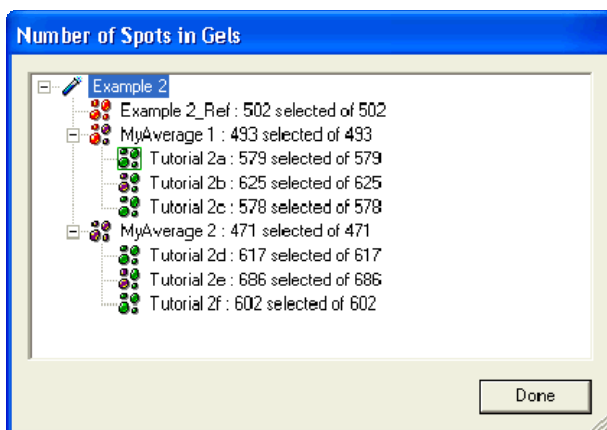 Number of Spots in Gels
Example 2
Example 2_Ref : 502 selected of 502
MyAverage 1 : 493 selected of 493
Tutorial 2a : 579 selected of 579
Tutorial 2b : 625 selected of 625
Tutorial 2c : 578 selected of 578
MyAverage 2 : 471 selected of 471
Tutorial 2d : 617 selected of 617
Tutorial 2e : 686 selected of 686
Tutorial 2f : 602 selected of 602
Done